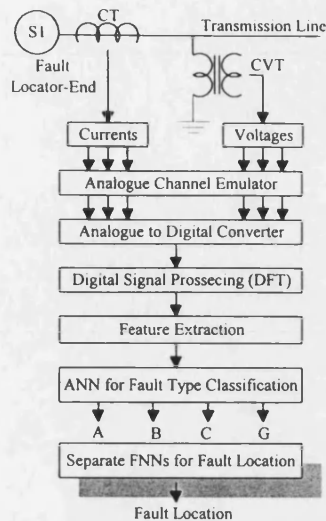 CT
S1
Transmission Line
Fault
Locator-End
CVT
Currents
Voltages
Analogue Channel Emulator
Analogue to Digital Converter
Digital Signal Prossecing (DFT)
Feature Extraction
ANN for Fault Type Classification
A B C G
Separate FNNs for Fault Location
Fault Location